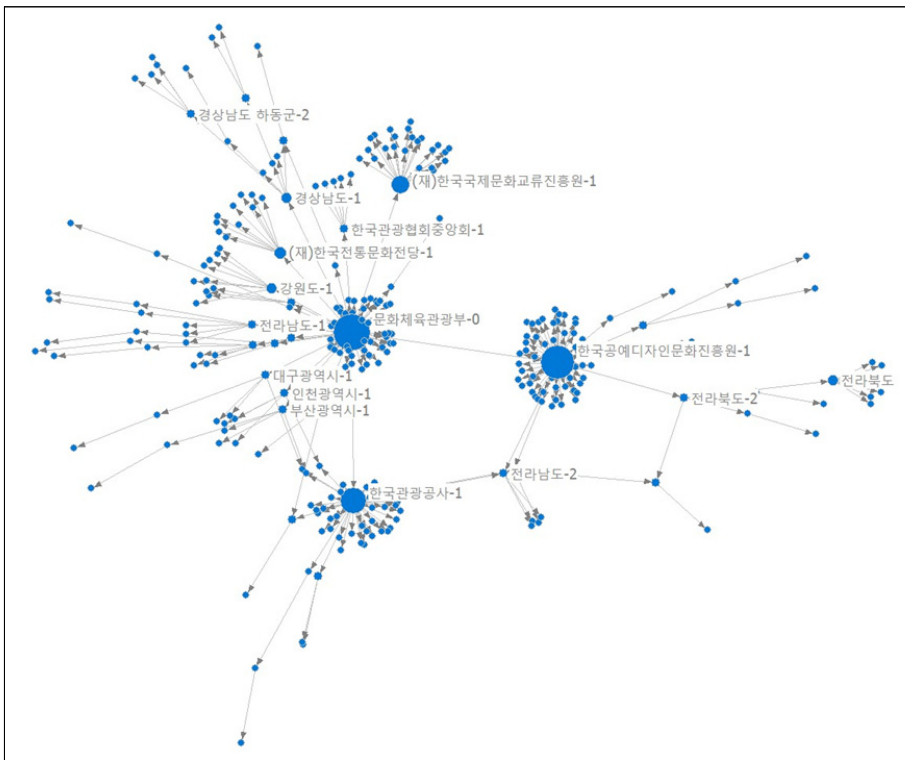 경상남도 하동군-2
(재)한국국제문화교류진흥원-1
경상남도-1
한국관광협회중앙회-1
(재)한국전통문화전당-1
강원도-1
문화체육관광부-0
전라남도-1
한국공예디자인문화진흥원-1
대구광역시-1
전라북도
인천광역시-1
전라북도-2
부산광역시-1
전라남도-2
한국관광공사-1